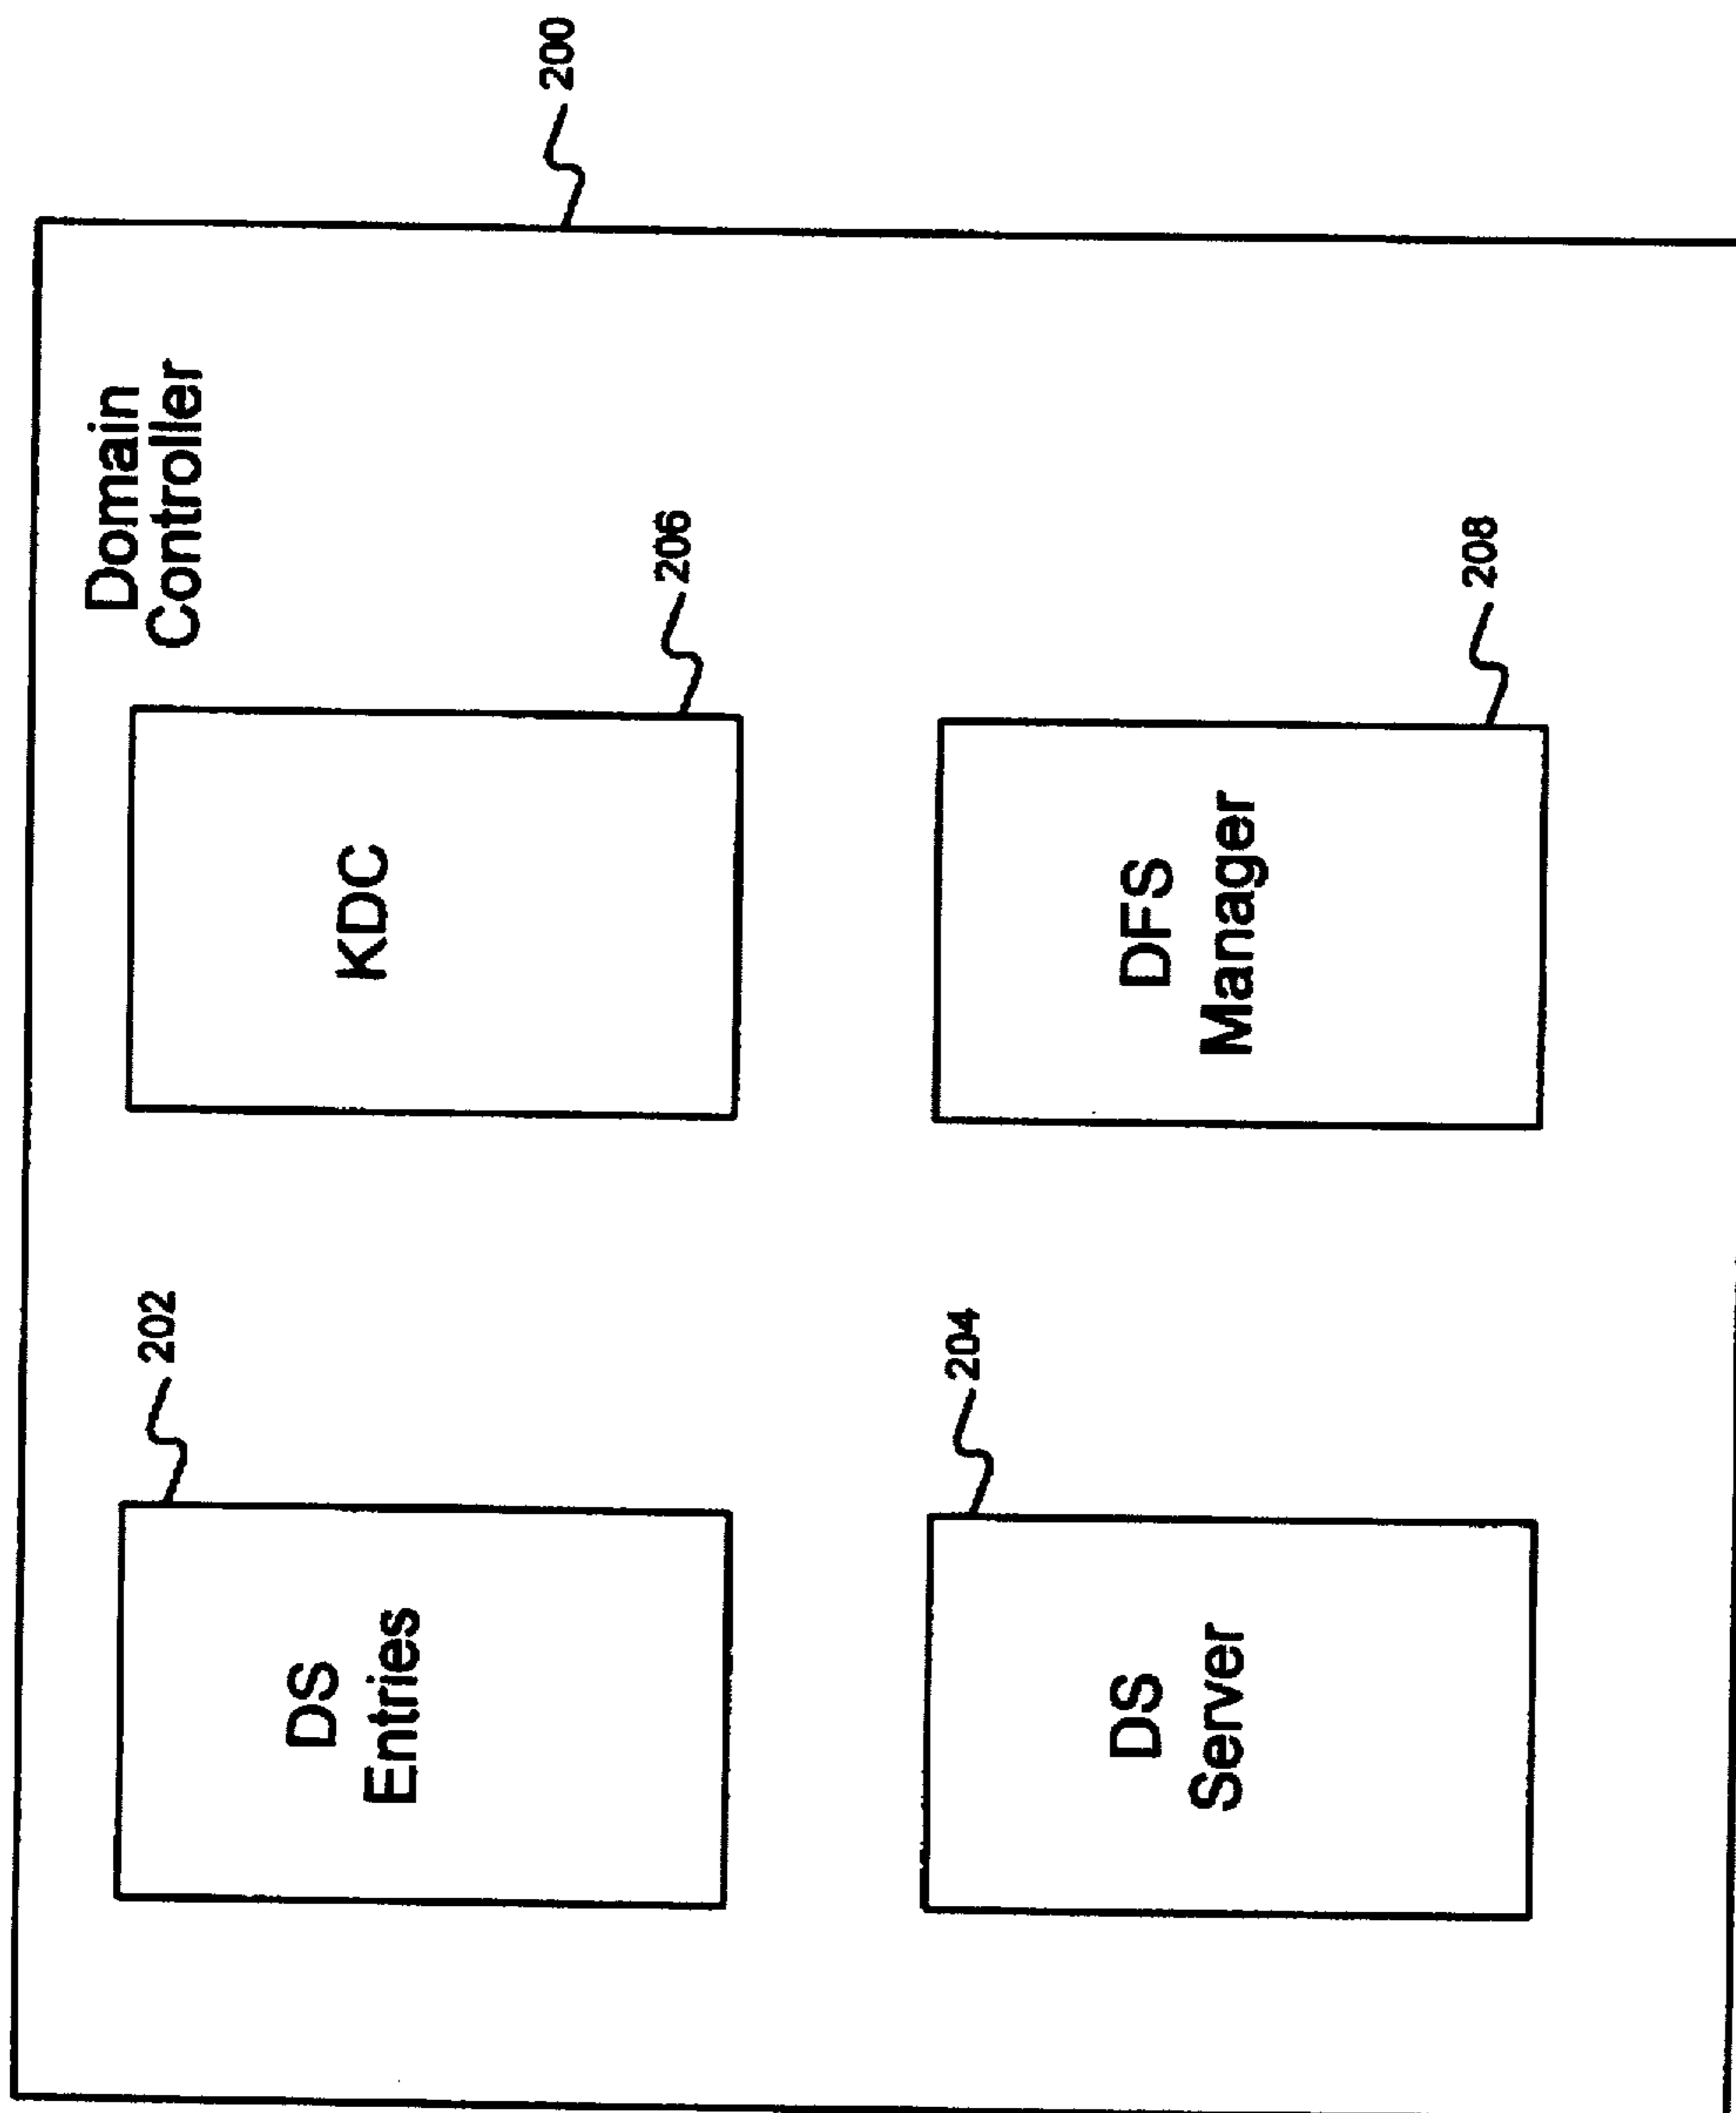 200
Domain
Controller
202
DS
Entries
206
KDC
204
DS
Server
208
DFS
Manager